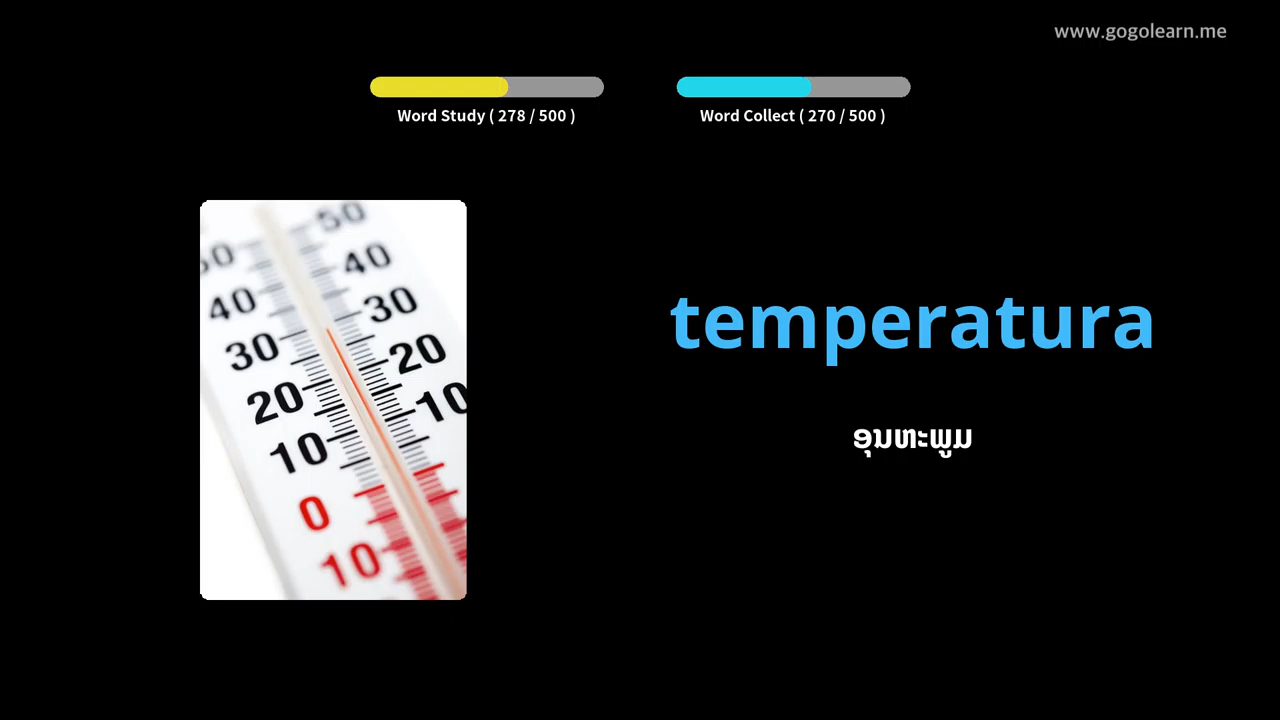 www.gogolearn.me
Word Study ( 278 / 500 )
Word Collect ( 270 / 500 )
50
40 40
30 30
20 20
10 10
0
10
temperatura
ອຸນຫະພູມ